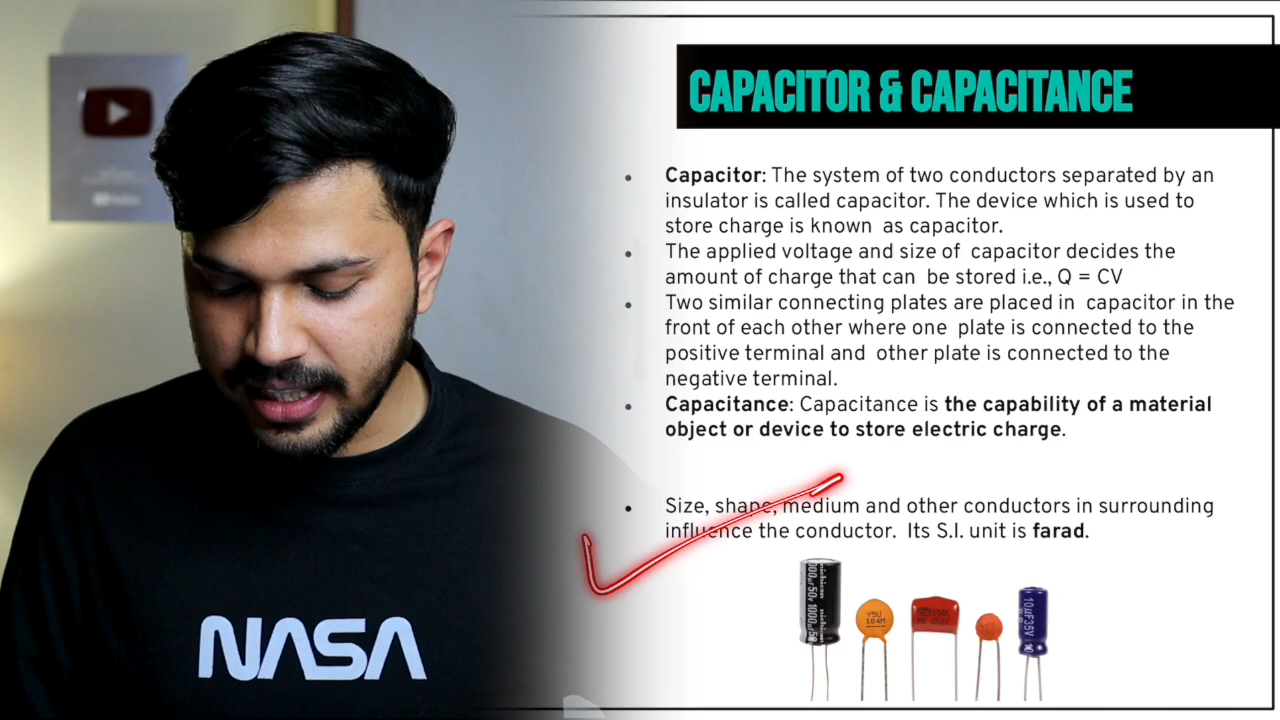 CAPACITOR & CAPACITANCE
Capacitor: The system of two conductors separated by an
insulator is called capacitor. The device which is used to
store charge is known as capacitor.
The applied voltage and size of capacitor decides the
amount of charge that can be stored i.e., Q = CV
Two similar connecting plates are placed in capacitor in the
front of each other where one plate is connected to the
positive terminal and other plate is connected to the
negative terminal.
Capacitance: Capacitance is the capability of a material
object or device to store electric charge.
Size, shape, medium and other conductors in surrounding
influence the conductor. Its S.I. unit is farad.
NASA
Y5U
104M
10µF35V